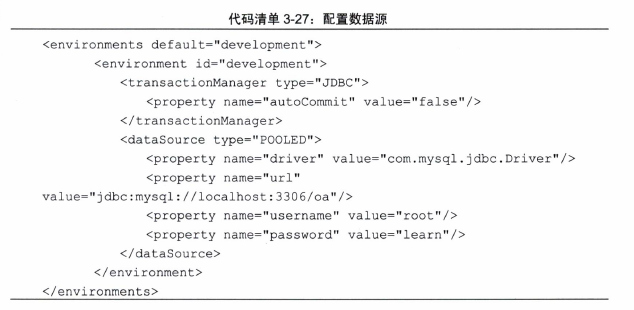 代码清单 3-27：配置数据源
<environments default="development">
<environment id="development">
<transactionManager type="JDBC">
<property name="autoCommit" value="false"/>
</transactionManager>
<dataSource type="POOLED">
<property name="driver" value="com.mysql.jdbc.Driver"/>
<property name="url"
value="jdbc:mysql://localhost:3306/oa"/>
<property name="username" value="root"/>
<property name="password" value="learn"/>
</dataSource>
</environment>
</environments>